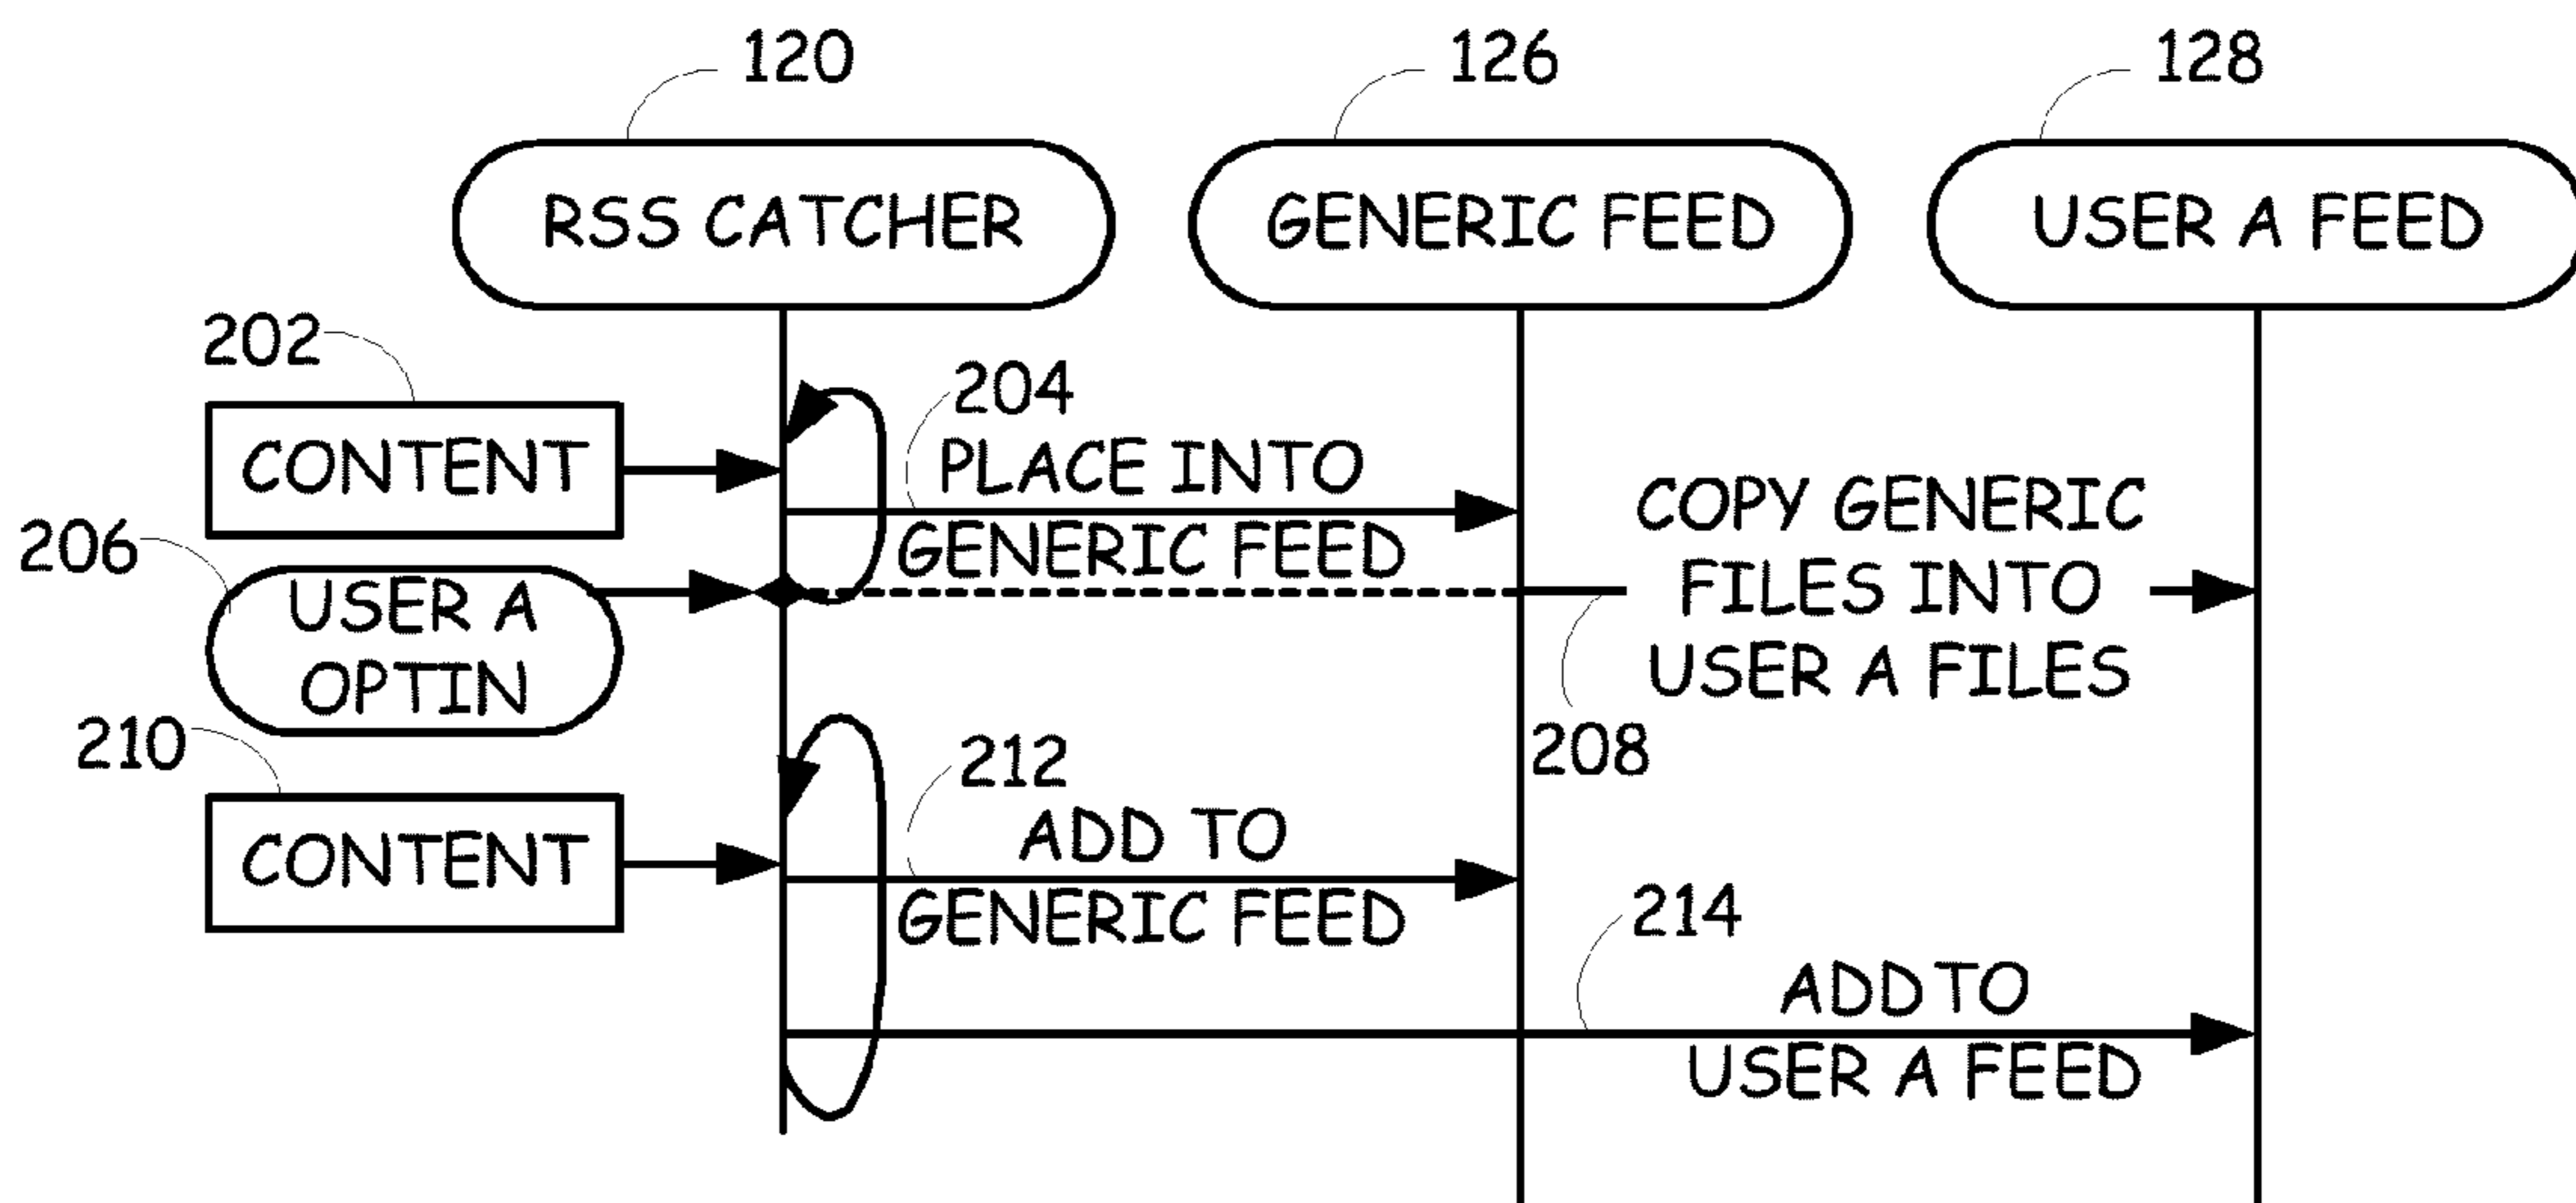 120
126
128
RSS CATCHER
GENERIC FEED
USER A FEED
202
204
CONTENT
PLACE INTO
GENERIC FEED
COPY GENERIC
FILES INTO
USER A FILES
206
USER A
OPTIN
208
210
212
CONTENT
ADD TO
GENERIC FEED
214
ADD TO
USER A FEED